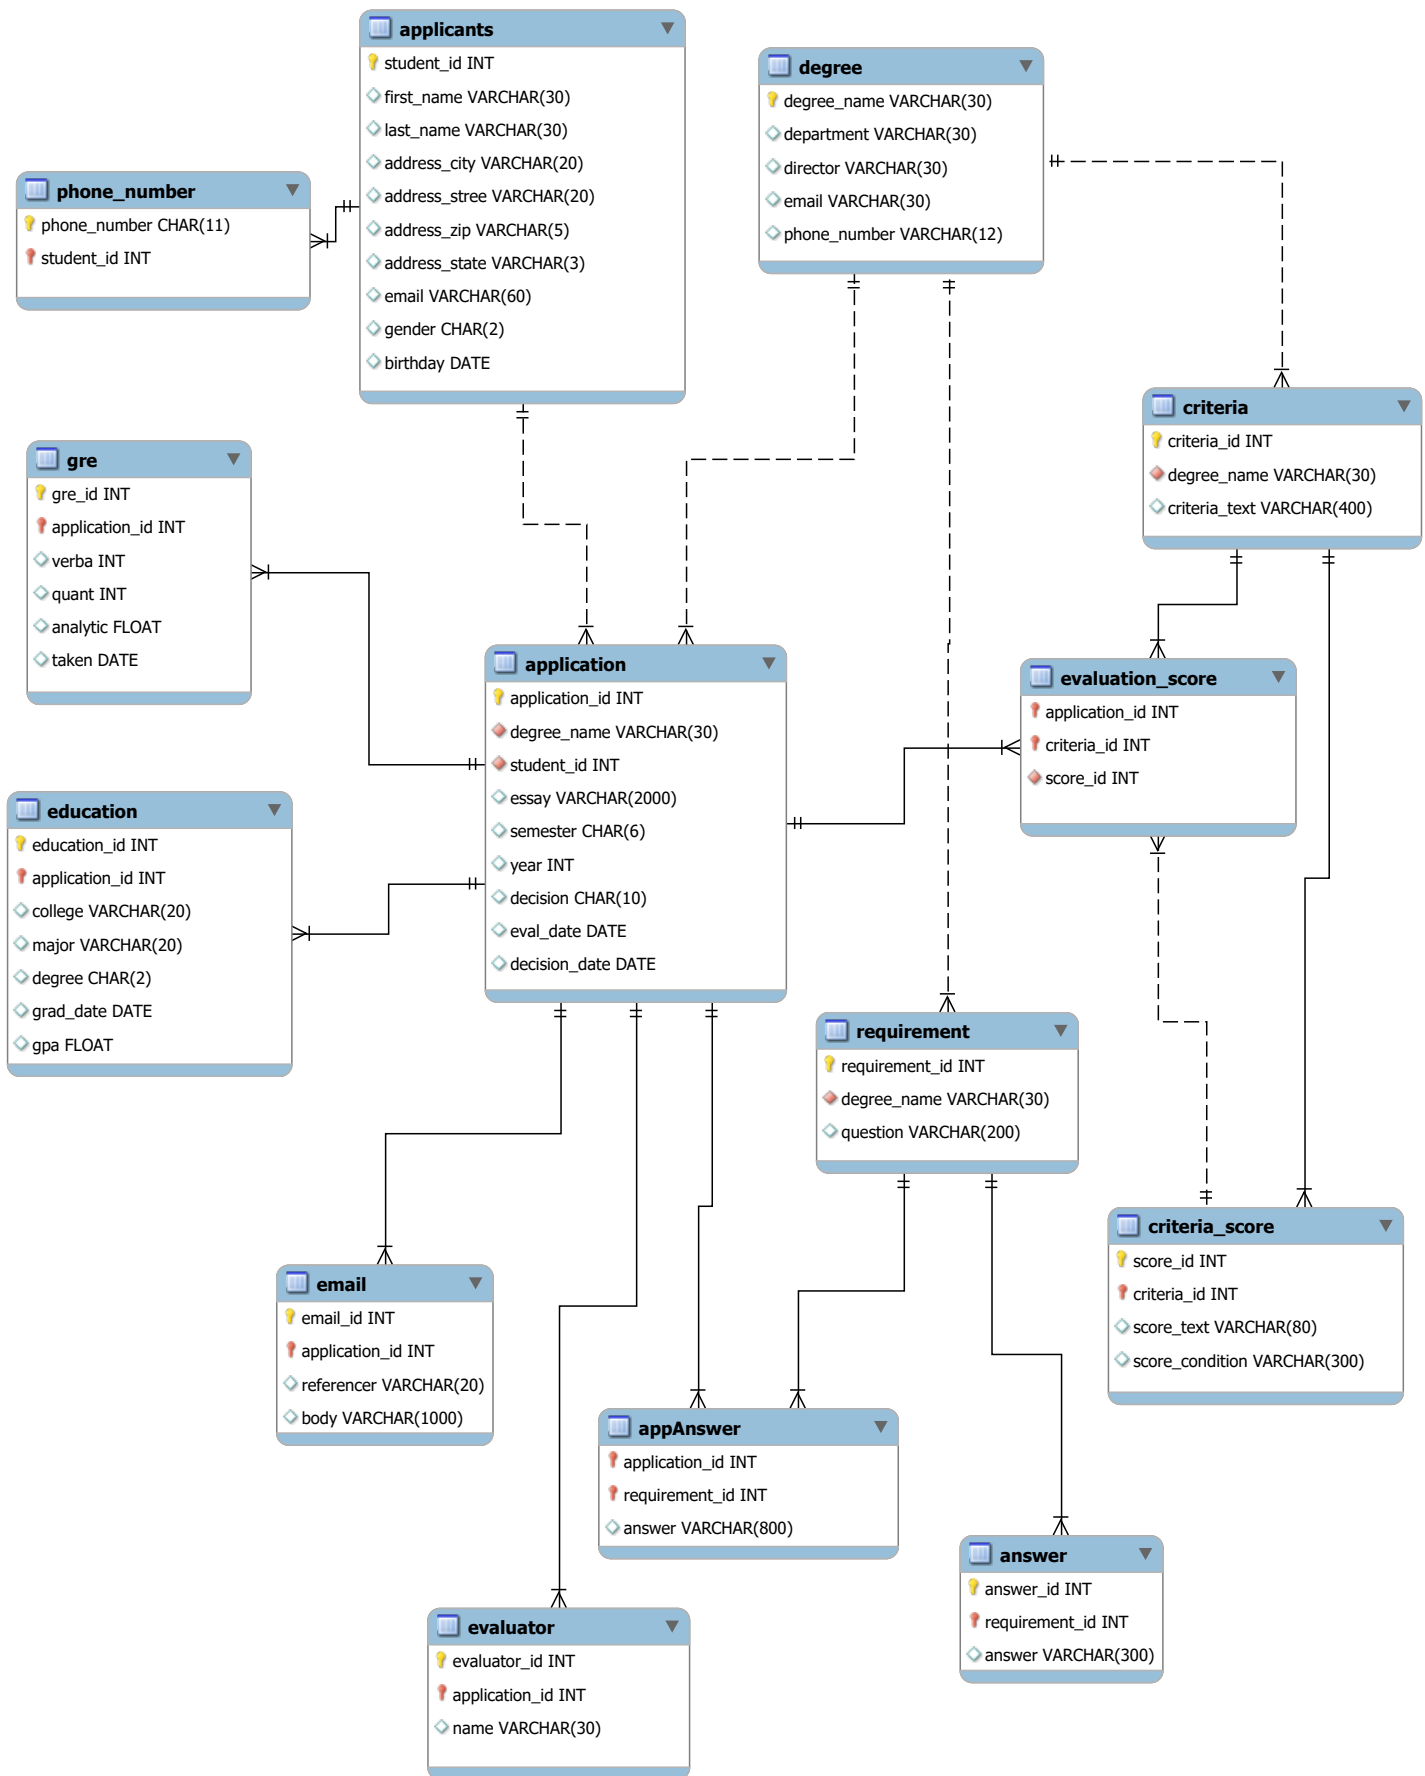 applicants
student_id INT
first_name VARCHAR(30)
last_name VARCHAR(30)
address_city VARCHAR(20)
address_stree VARCHAR(20)
address_zip VARCHAR(5)
address_state VARCHAR(3)
email VARCHAR(60)
gender CHAR(2)
birthday DATE
degree
degree_name VARCHAR(30)
department VARCHAR(30)
director VARCHAR(30)
email VARCHAR(30)
phone_number VARCHAR(12)
phone_number
phone_number CHAR(11)
student_id INT
criteria
criteria_id INT
degree_name VARCHAR(30)
criteria_text VARCHAR(400)
gre
gre_id INT
application_id INT
verba INT
quant INT
analytic FLOAT
taken DATE
application
application_id INT
degree_name VARCHAR(30)
student_id INT
essay VARCHAR(2000)
semester CHAR(6)
year INT
decision CHAR(10)
eval_date DATE
decision_date DATE
evaluation_score
application_id INT
criteria_id INT
score_id INT
education
education_id INT
application_id INT
college VARCHAR(20)
major VARCHAR(20)
degree CHAR(2)
grad_date DATE
gpa FLOAT
requirement
requirement_id INT
degree_name VARCHAR(30)
question VARCHAR(200)
criteria_score
score_id INT
criteria_id INT
score_text VARCHAR(80)
score_condition VARCHAR(300)
email
email_id INT
application_id INT
referencer VARCHAR(20)
body VARCHAR(1000)
appAnswer
application_id INT
requirement_id INT
answer VARCHAR(800)
answer
answer_id INT
requirement_id INT
answer VARCHAR(300)
evaluator
evaluator_id INT
application_id INT
name VARCHAR(30)